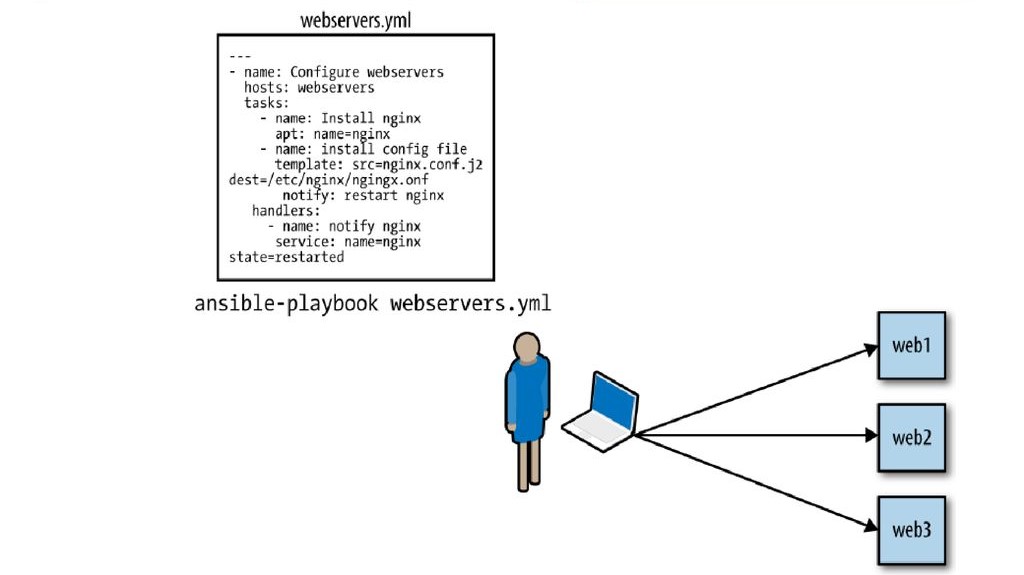 webservers.yml
---
- name: Configure webservers
  hosts: webservers
  tasks:
    - name: Install nginx
      apt: name=nginx
    - name: install config file
      template: src=nginx.conf.j2
dest=/etc/nginx/ngingx.onf
       notify: restart nginx
   handlers:
     - name: notify nginx
      service: name=nginx
state=restarted
ansible-playbook webservers.yml
web1
web2
web3